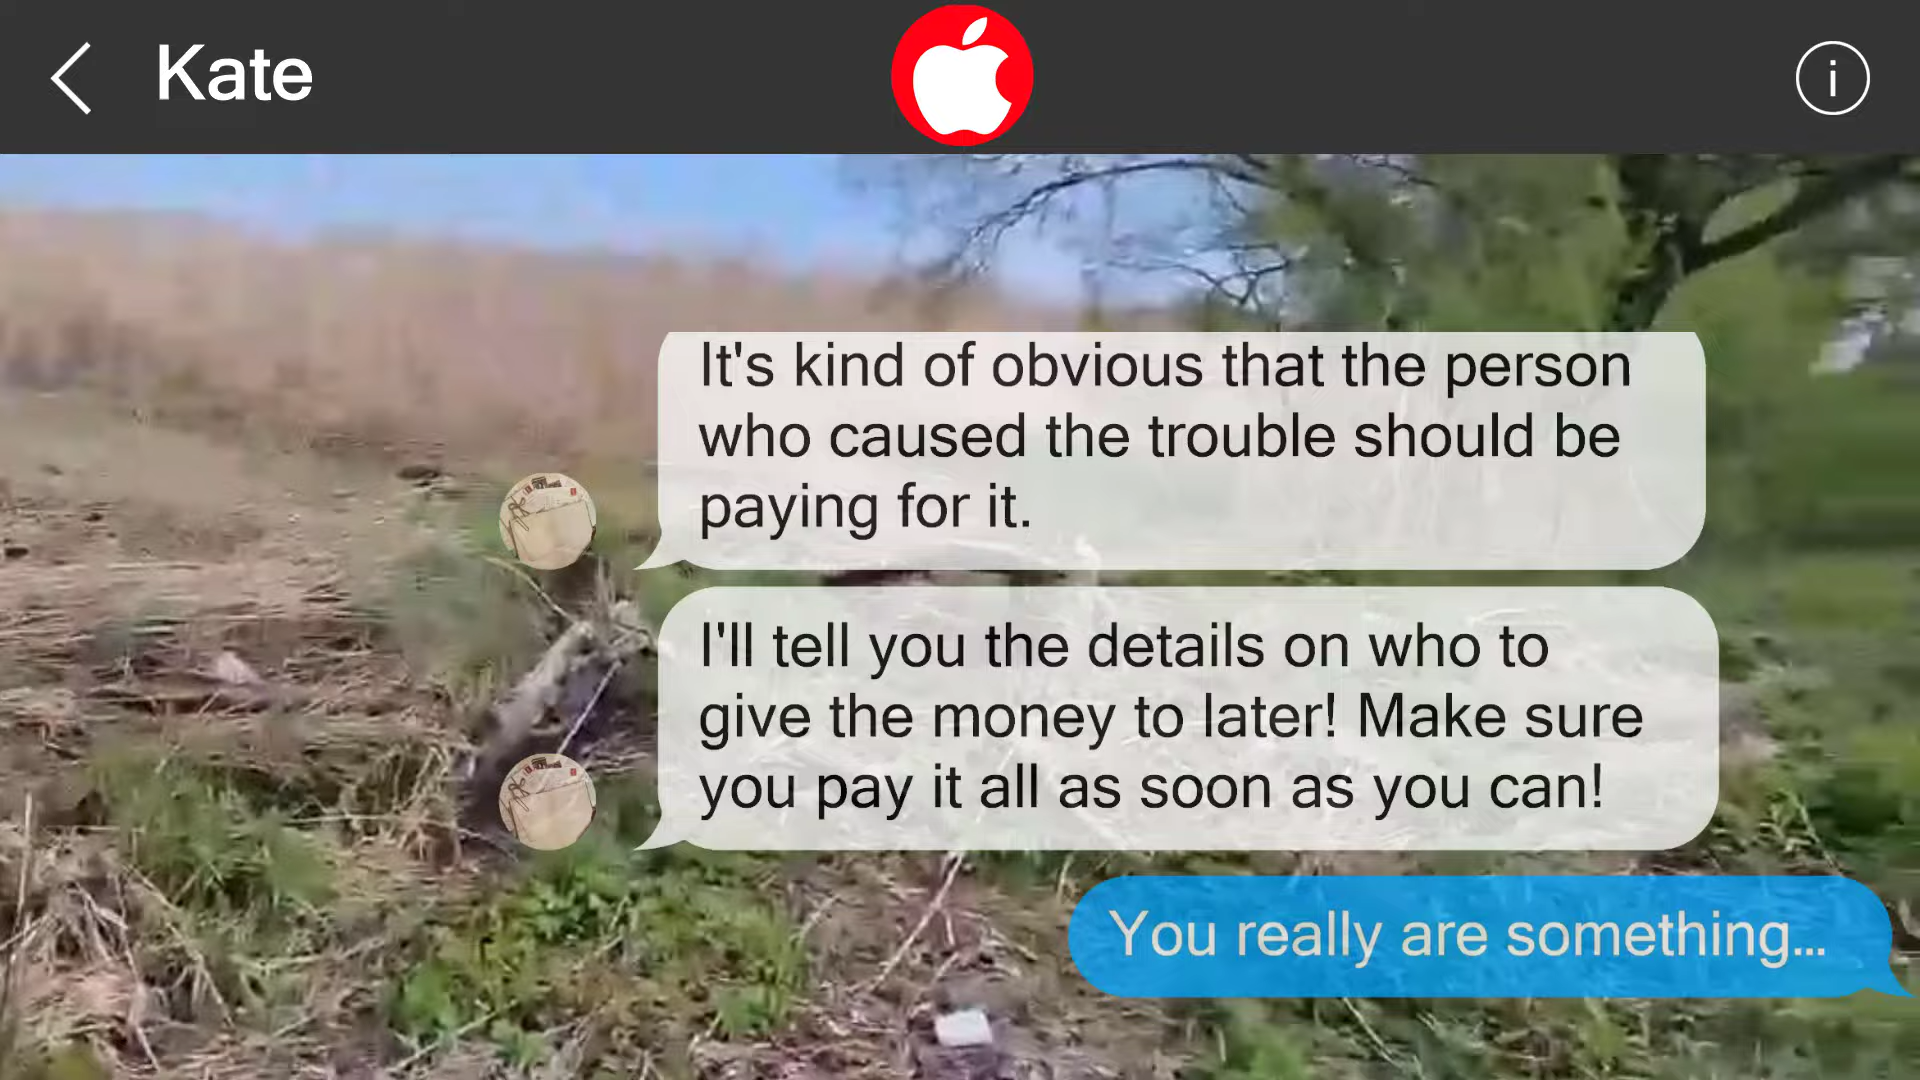 Kate
It's kind of obvious that the person
who caused the trouble should be
paying for it.
I'll tell you the details on who to
give the money to later! Make sure
you pay it all as soon as you can!
You really are something...